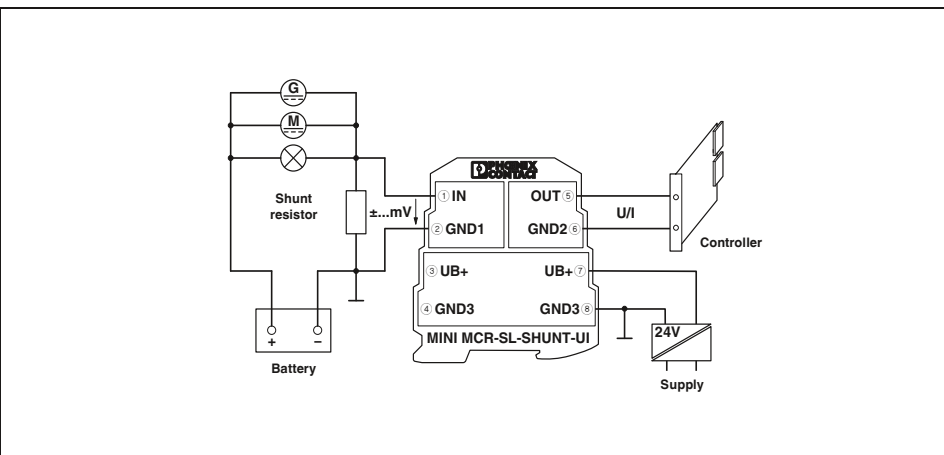 G
M
PHOENIX
CONTACT
① IN
OUT ⑤
Shunt
resistor
±...mV
U/I
② GND1
GND2 ⑥
Controller
③ UB+
UB+ ⑦
④ GND3
GND3 ⑧
24V
MINI MCR-SL-SHUNT-UI
+
–
Battery
Supply